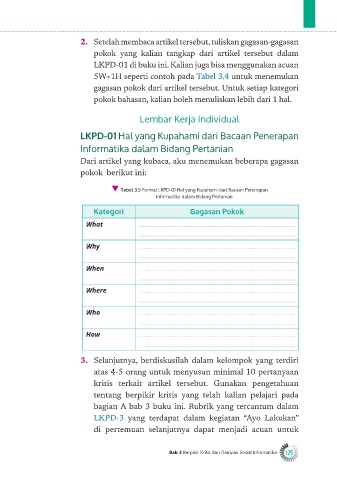 2. Setelah membaca artikel tersebut, tuliskan gagasan-gagasan
pokok yang kalian tangkap dari artikel tersebut dalam
LKPD-01 di buku ini. Kalian juga bisa menggunakan acuan
5W+1H seperti contoh pada Tabel 3.4 untuk menemukan
gagasan pokok dari artikel tersebut. Untuk setiap kategori
pokok bahasan, kalian boleh menuliskan lebih dari 1 hal.
Lembar Kerja Individual
LKPD-01 Hal yang Kupahami dari Bacaan Penerapan
Informatika dalam Bidang Pertanian
Dari artikel yang kubaca, aku menemukan beberapa gagasan
pokok berikut ini:
Tabel 3.5 Format LKPD-01 Hal yang Kupahami dari Bacaan Penerapan
Informatika dalam Bidang Pertanian
Kategori Gagasan Pokok
What
Why
When
Where
Who
How
3. Selanjutnya, berdiskusilah dalam kelompok yang terdiri
atas 4-5 orang untuk menyusun minimal 10 pertanyaan
kritis terkait artikel tersebut. Gunakan pengetahuan
tentang berpikir kritis yang telah kalian pelajari pada
bagian A bab 3 buku ini. Rubrik yang tercantum dalam
LKPD-3 yang terdapat dalam kegiatan “Ayo Lakukan”
di pertemuan selanjutnya dapat menjadi acuan untuk
Bab 3 Berpikir Kritis dan Dampak Sosial Informatika 125